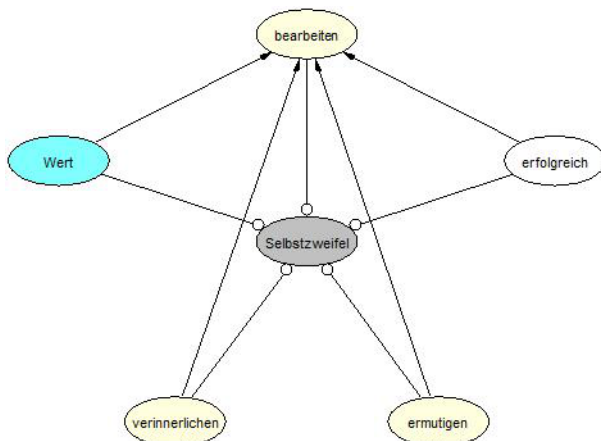 bearbeiten
Wert
erfolgreich
Selbstzweifel
verinnerlichen
ermutigen